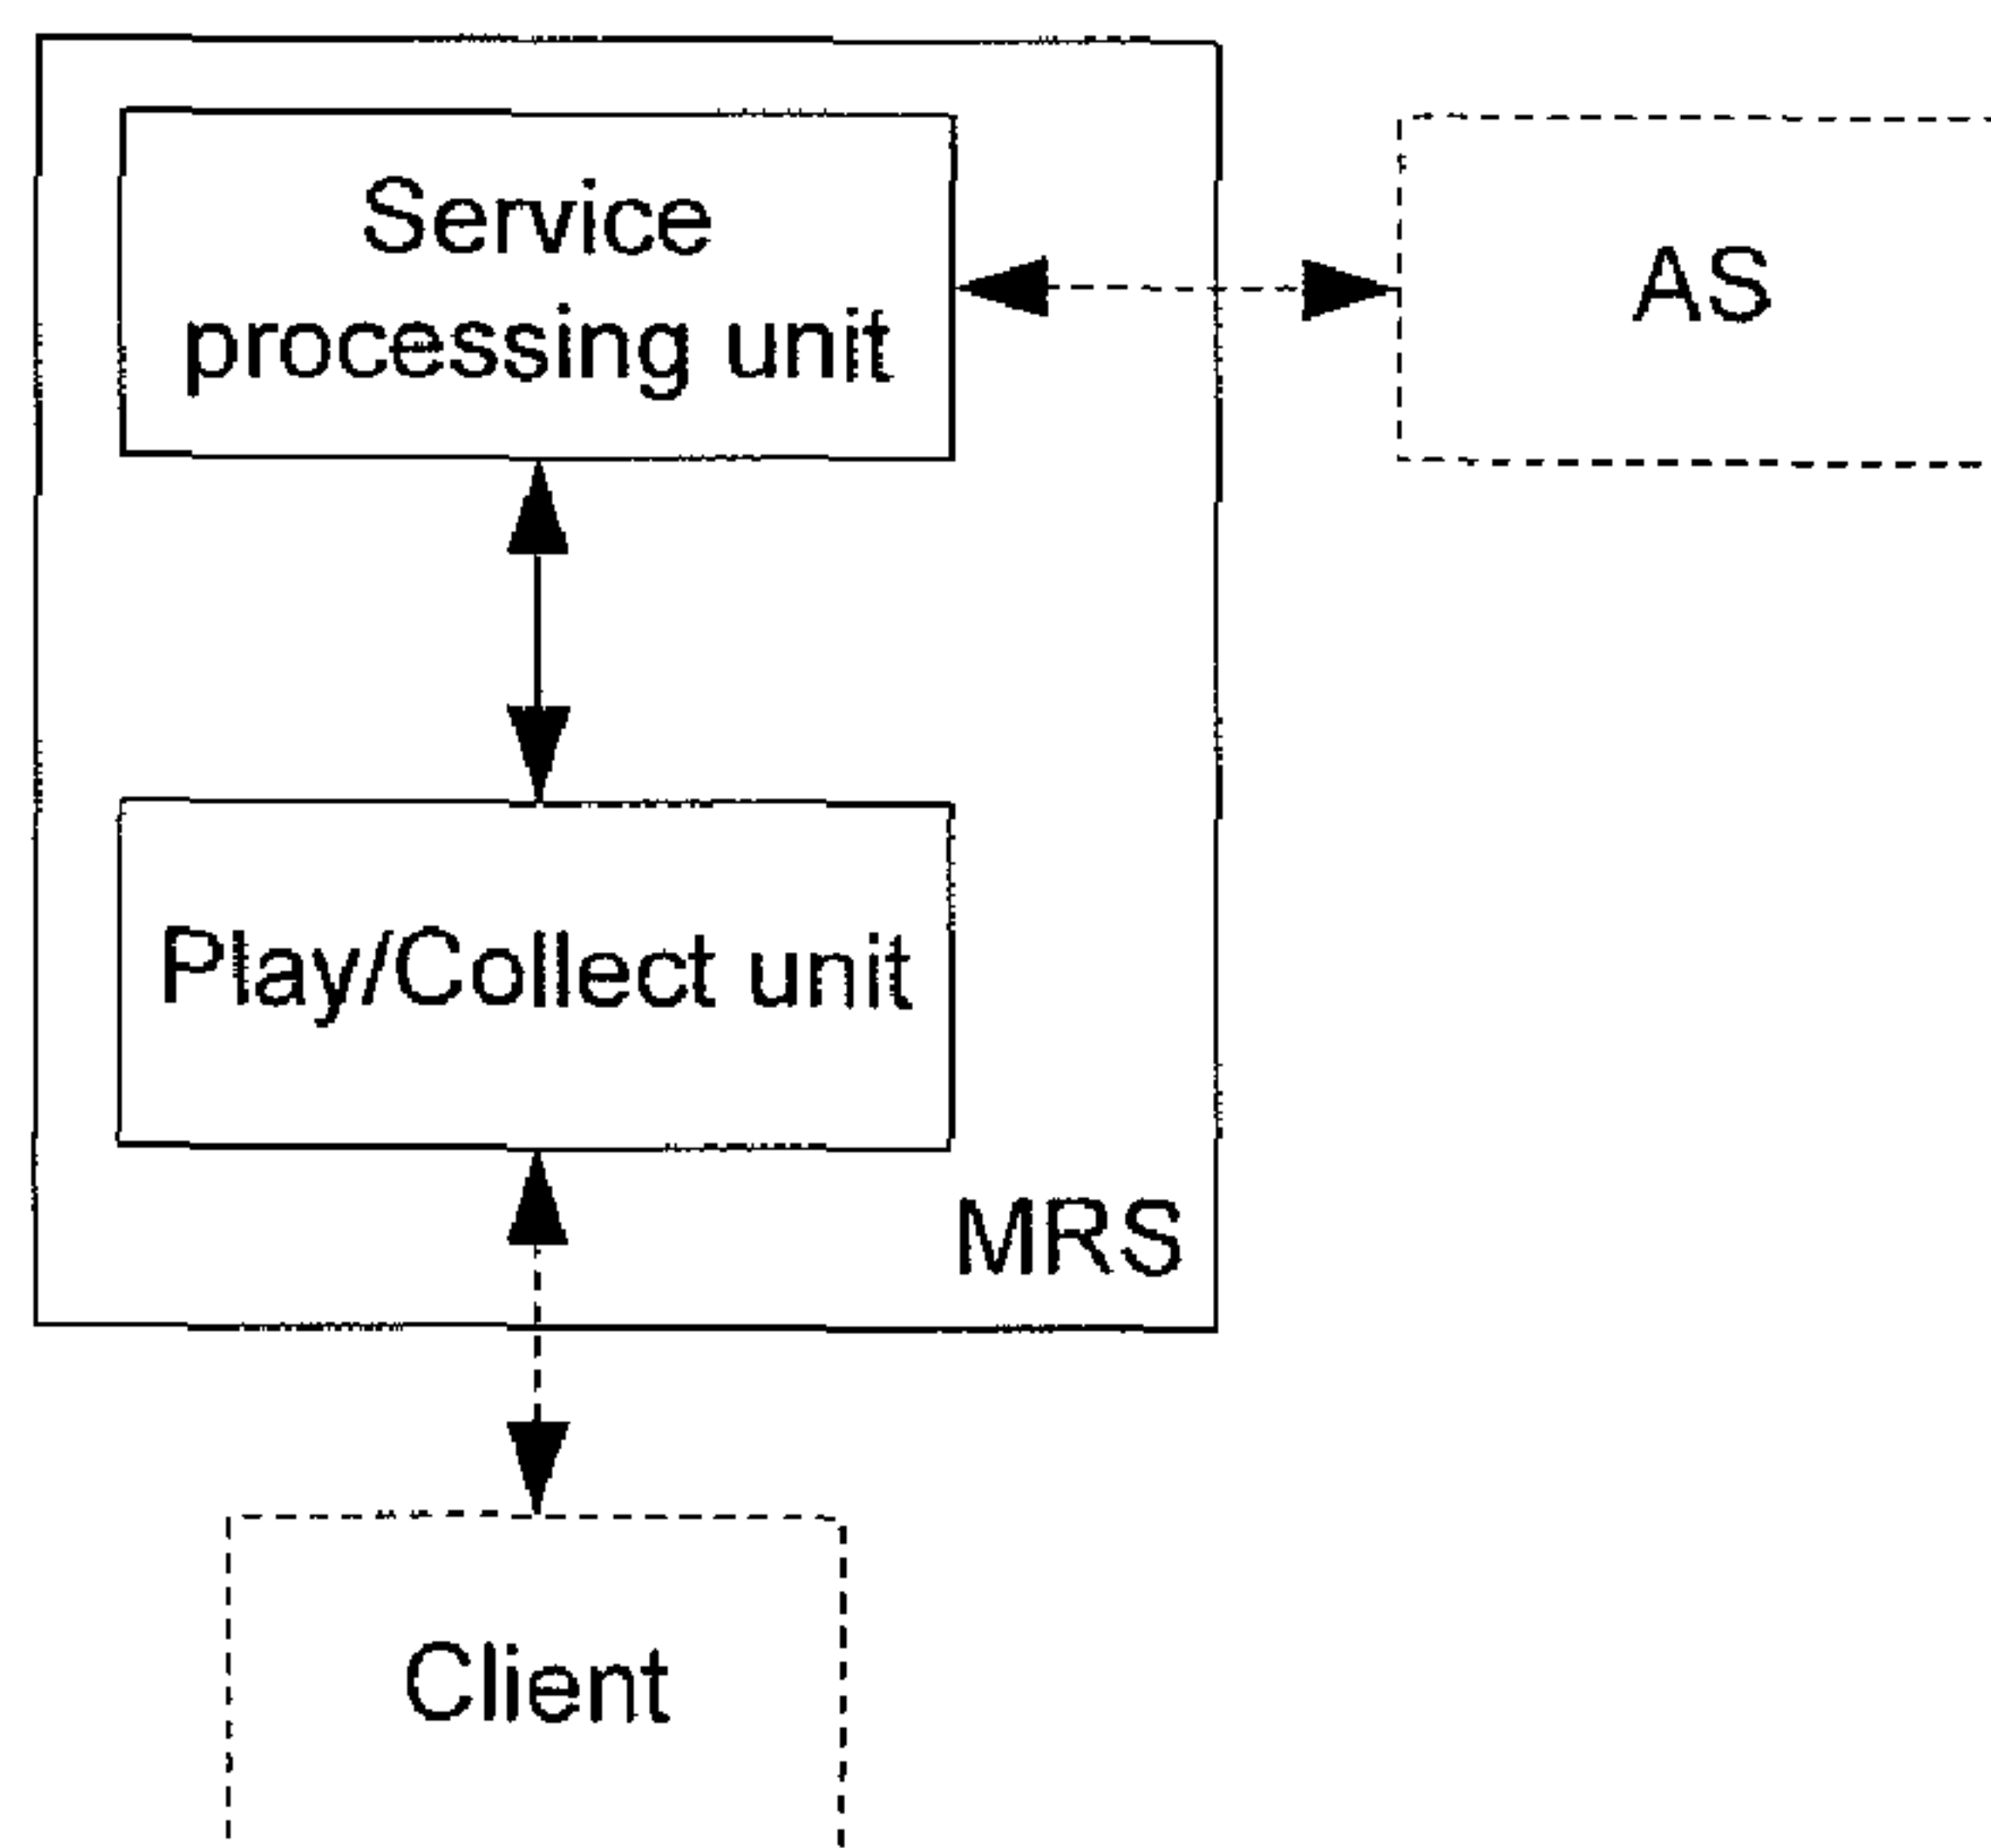 Service
processing unit
AS
Play/Collect unit
MRS
Client